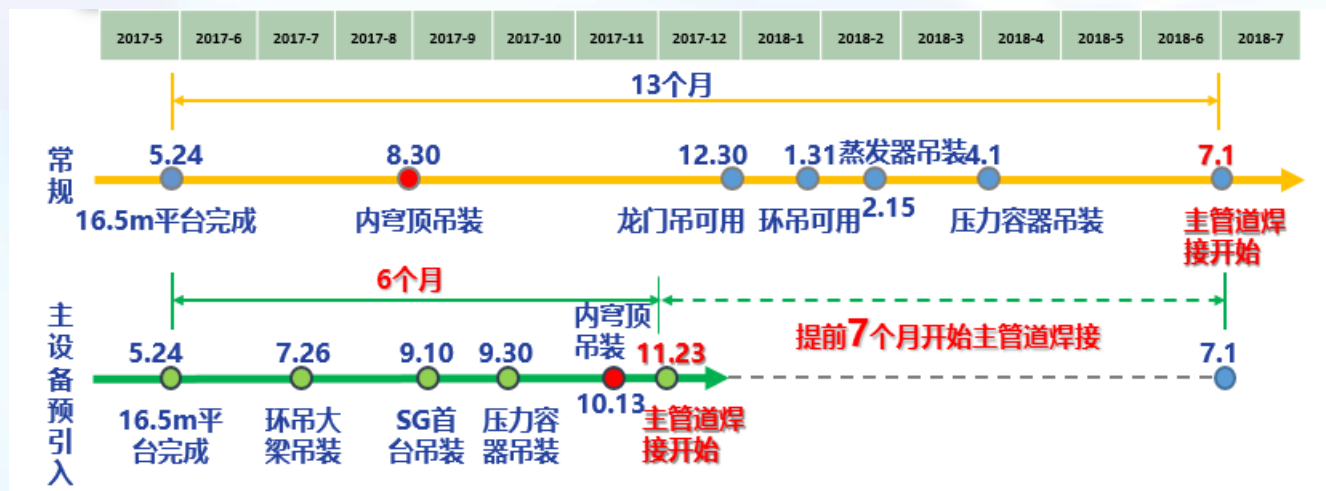 2017-5 2017-6 2017-7 2017-8 2017-9 2017-10 2017-11 2017-12 2018-1 2018-2 2018-3 2018-4 2018-5 2018-6 2018-7
13个月
常规
5.24 8.30 12.30 1.31 蒸发器吊装 4.1 7.1
16.5m平台完成 内穹顶吊装 龙门吊可用 环吊可用 2.15 压力容器吊装 主管道焊
接开始
6个月
提前7个月开始主管道焊接
主设备预引入
内穹顶
吊装
5.24 7.26 9.10 9.30 11.23 7.1
10.13
16.5m平 环吊大 SG首 压力容 主管道焊
台完成 梁吊装 台吊装 器吊装 接开始